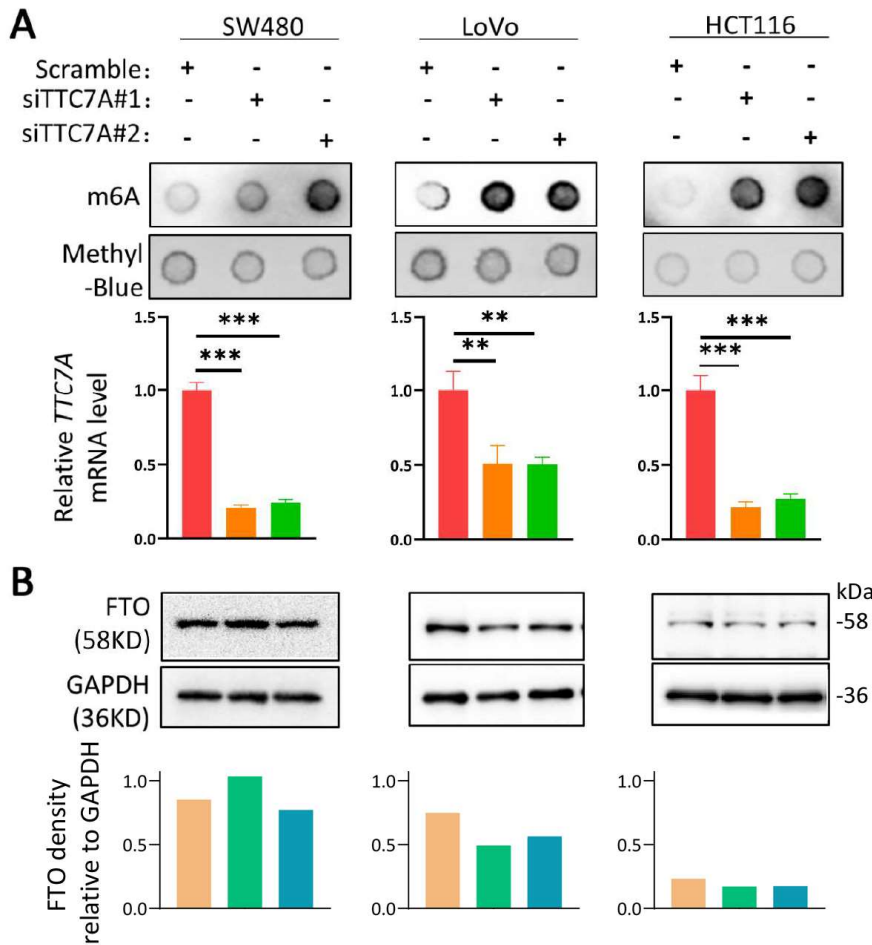 A
SW480 LoVo HCT116
Scramble: + - - + - - + - -
siTTC7A#1: - + - - + - - + -
siTTC7A#2: - - + - - + - - +
m6A
Methyl
-Blue
Relative TTC7A
mRNA level
1.5 1.5 1.5
*** ** ***
*** ** ***
1.0 1.0 1.0
0.5 0.5 0.5
0.0 0.0 0.0
B
kDa
FTO
(58KD)
-58
GAPDH
(36KD)
-36
FTO density
relative to GAPDH
1.0 1.0 1.0
0.5 0.5 0.5
0.0 0.0 0.0